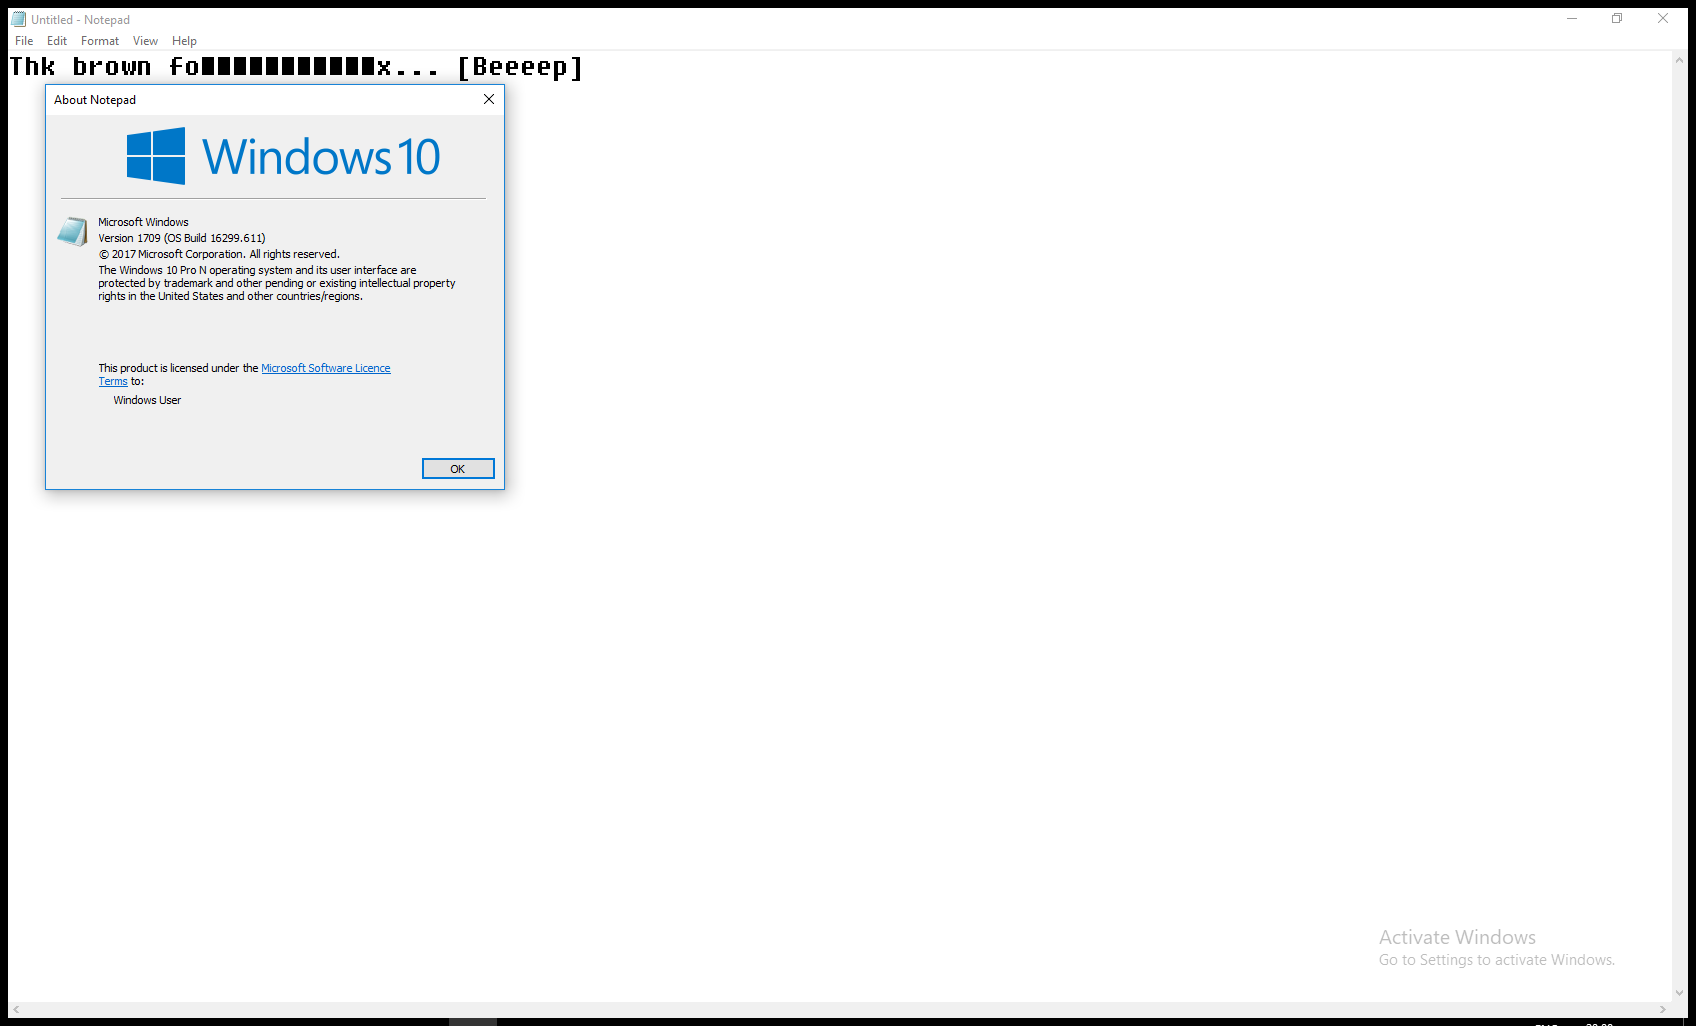 Untitled - Notepad
File Edit Format View Help
Thk brown fo▮▮▮▮▮▮▮▮▮▮▮x... [Beeeep]
About Notepad
Windows 10
Microsoft Windows
Version 1709 (OS Build 16299.611)
© 2017 Microsoft Corporation. All rights reserved.
The Windows 10 Pro N operating system and its user interface are
protected by trademark and other pending or existing intellectual property
rights in the United States and other countries/regions.
This product is licensed under the Microsoft Software Licence
Terms to:
Windows User
OK
Activate Windows
Go to Settings to activate Windows.